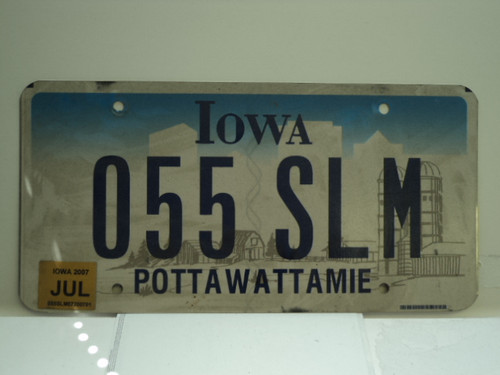 IOWA
055 SLM
POTTAWATTAMIE
IOWA 2007
JUL